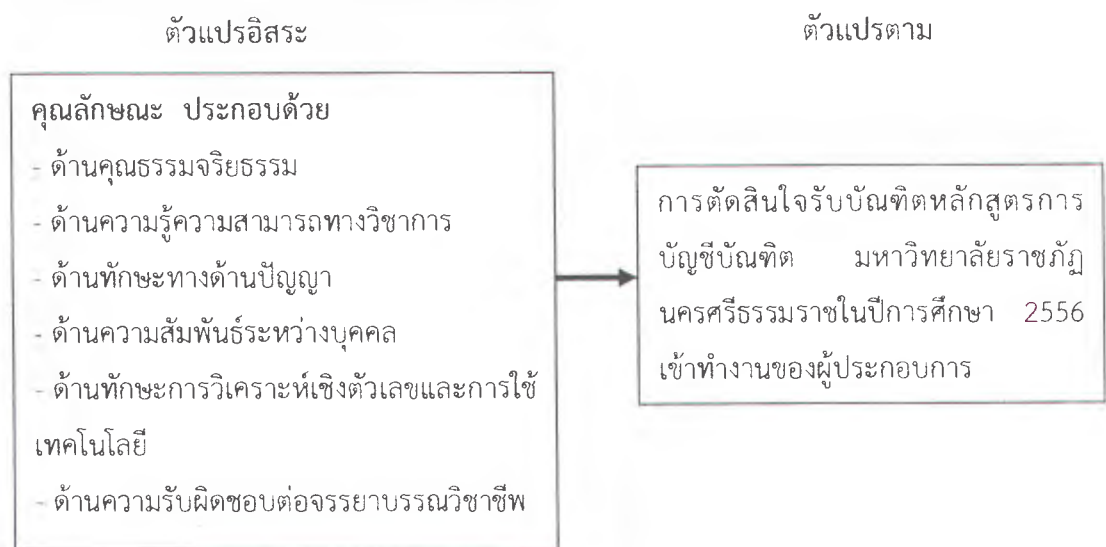 ตัวแปรอิสระ
ตัวแปรตาม
คุณลักษณะ ประกอบด้วย
- ด้านคุณธรรมจริยธรรม
- ด้านความรู้ความสามารถทางวิชาการ
- ด้านทักษะทางด้านปัญญา
- ด้านความสัมพันธ์ระหว่างบุคคล
- ด้านทักษะการวิเคราะห์เชิงตัวเลขและการใช้
เทคโนโลยี
- ด้านความรับผิดชอบต่อจรรยาบรรณวิชาชีพ
การตัดสินใจรับบัณฑิตหลักสูตรการ
บัญชีบัณฑิต มหาวิทยาลัยราชภัฏ
นครศรีธรรมราชในปีการศึกษา 2556
เข้าทำงานของผู้ประกอบการ